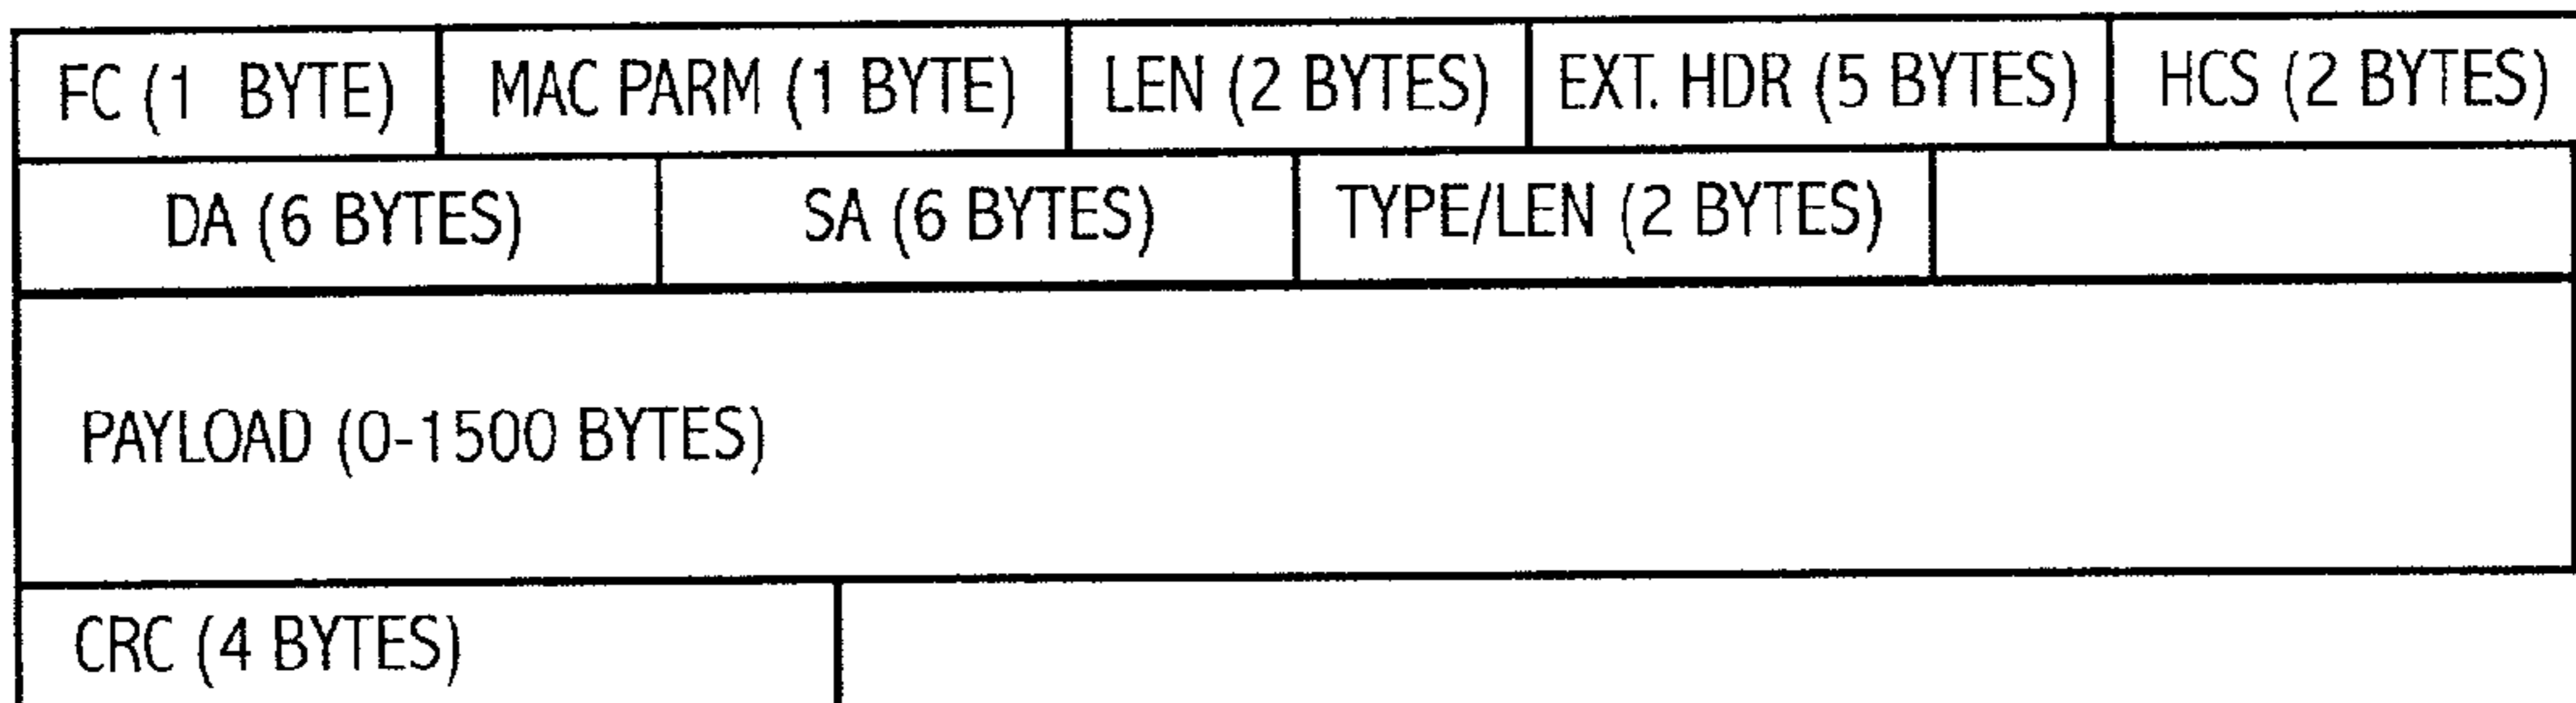 FC (1 BYTE) MAC PARM (1 BYTE) LEN (2 BYTES) EXT. HDR (5 BYTES) HCS (2 BYTES)
DA (6 BYTES) SA (6 BYTES) TYPE/LEN (2 BYTES)
PAYLOAD (0-1500 BYTES)
CRC (4 BYTES)